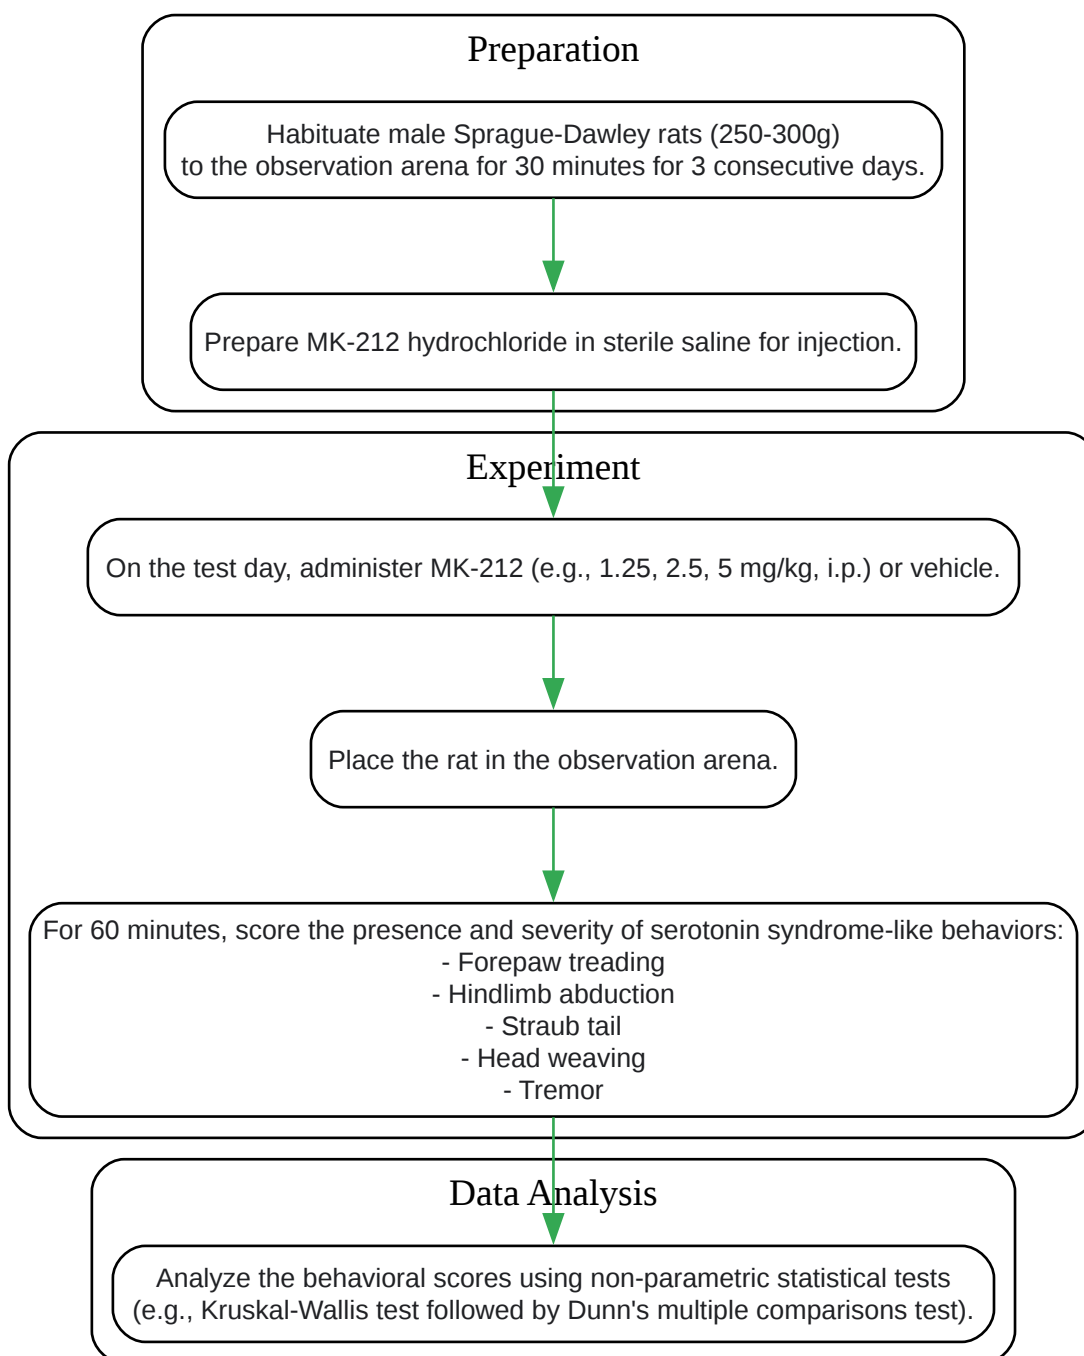 Preparation
Habituate male Sprague-Dawley rats (250-300g)
to the observation arena for 30 minutes for 3 consecutive days.
Prepare MK-212 hydrochloride in sterile saline for injection.
Experiment
On the test day, administer MK-212 (e.g., 1.25, 2.5, 5 mg/kg, i.p.) or vehicle.
Place the rat in the observation arena.
For 60 minutes, score the presence and severity of serotonin syndrome-like behaviors:
- Forepaw treading
- Hindlimb abduction
- Straub tail
- Head weaving
- Tremor
Data Analysis
Analyze the behavioral scores using non-parametric statistical tests
(e.g., Kruskal-Wallis test followed by Dunn's multiple comparisons test).